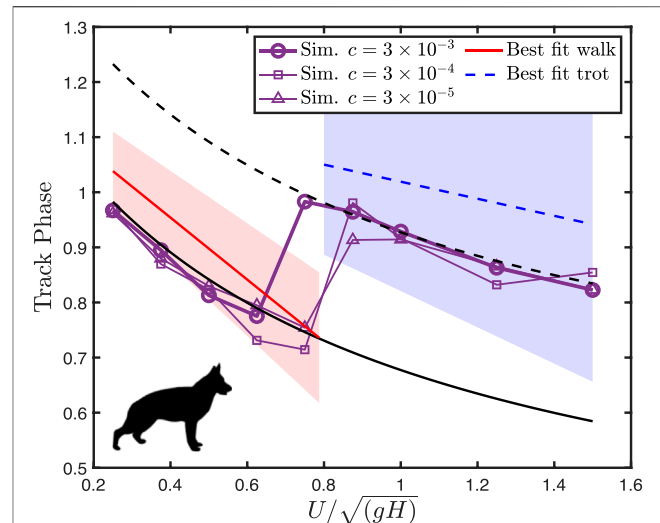 1.3
1.2
1.1
1
0.9
0.8
0.7
0.6
0.5
Track Phase
Sim. c = 3 × 10⁻³
Sim. c = 3 × 10⁻⁴
Sim. c = 3 × 10⁻⁵
Best fit walk
Best fit trot
0.2 0.4 0.6 0.8 1 1.2 1.4 1.6
U/√(gH)